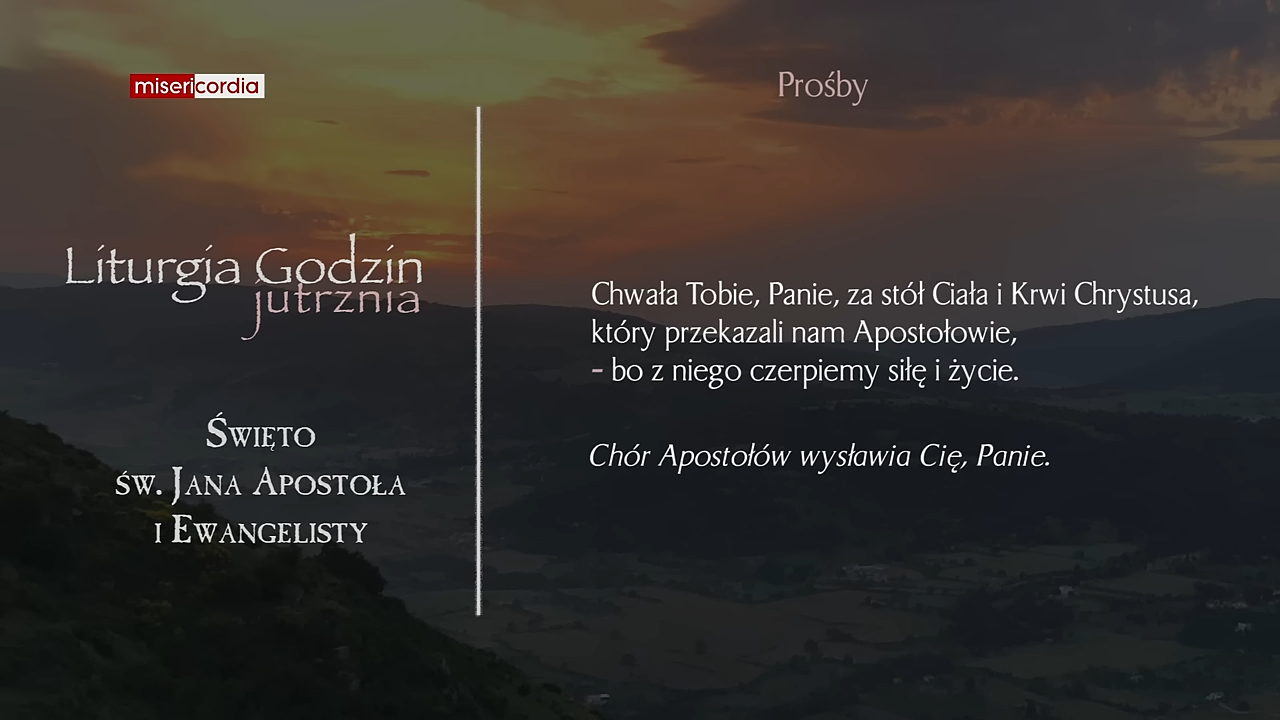 misericordia
Liturgia Godzin
jutrznia
Święto
św. Jana Apostoła
i Ewangelisty
Prośby
Chwała Tobie, Panie, za stół Ciała i Krwi Chrystusa,
który przekazali nam Apostołowie,
- bo z niego czerpiemy siłę i życie.
Chór Apostołów wysławia Cię, Panie.